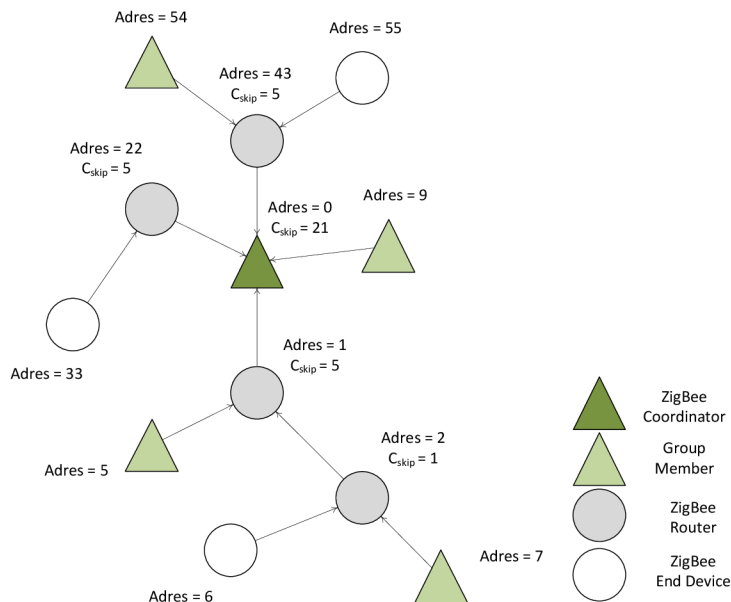 Adres = 54
Adres = 55
Adres = 43
Cskip = 5
Adres = 22
Cskip = 5
Adres = 9
Adres = 0
Cskip = 21
Adres = 33
Adres = 1
Cskip = 5
Adres = 5
Adres = 2
Cskip = 1
Adres = 7
Adres = 6
ZigBee
Coordinator
Group
Member
ZigBee
Router
ZigBee
End Device